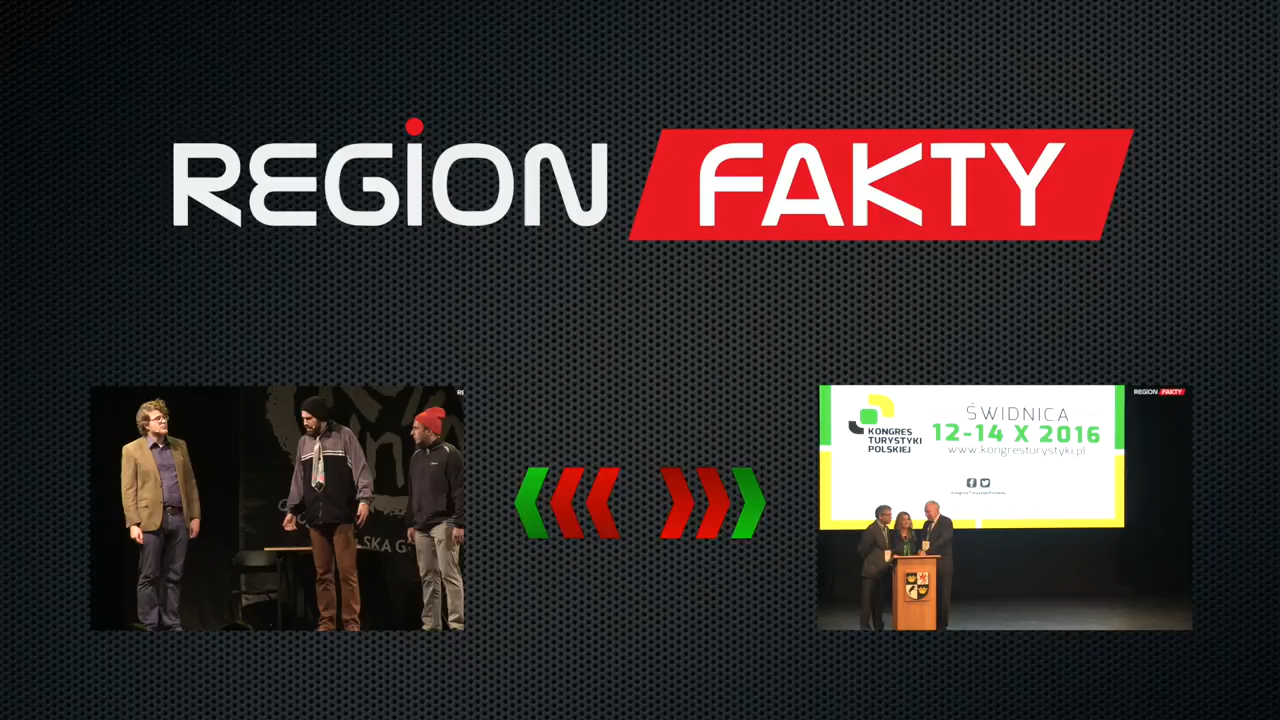 REGION FAKTY
KONGRES
TURYSTYKI
POLSKIEJ
ŚWIDNICA
12-14 X 2016
www.kongresturystyki.pl
REGION FAKTY